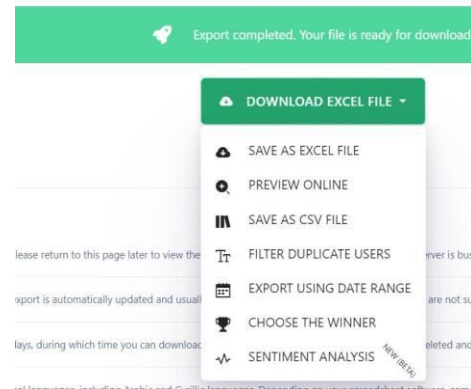 Export completed. Your file is ready for download
DOWNLOAD EXCEL FILE
SAVE AS EXCEL FILE
PREVIEW ONLINE
SAVE AS CSV FILE
lease return to this page later to view the
erver is bus
FILTER DUPLICATE USERS
EXPORT USING DATE RANGE
xport is automatically updated and usuall
are not su
CHOOSE THE WINNER
lays, during which time you can downloac
eleted and
SENTIMENT ANALYSIS
NEW (BETA)